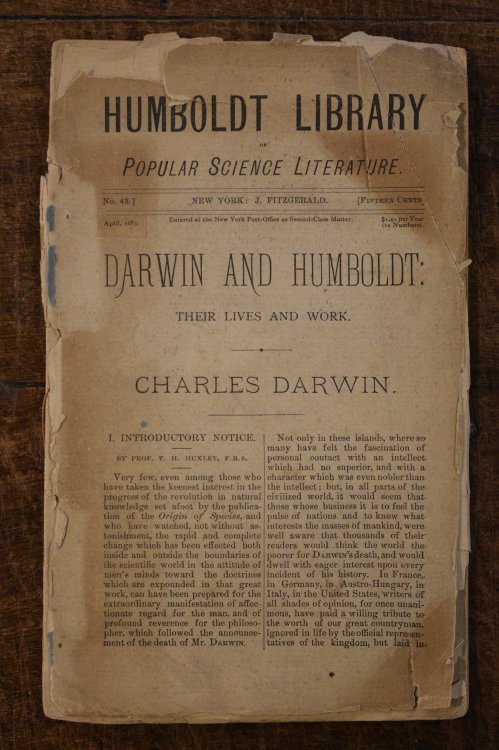 HUMBOLDT LIBRARY
OF
POPULAR SCIENCE LITERATURE.
No. 43.] NEW YORK: J. FITZGERALD. [FIFTEEN CENTS
April, 1883. Entered at the New York Post-Office as Second-Class Matter. $1.50 per Year
(12 Numbers).
DARWIN AND HUMBOLDT:
THEIR LIVES AND WORK.
CHARLES DARWIN.
I. INTRODUCTORY NOTICE.
BY PROF. T. H. HUXLEY, F.R.S.
Very few, even among those who
have taken the keenest interest in the
progress of the revolution in natural
knowledge set afoot by the publica-
tion of the Origin of Species, and
who have watched, not without as-
tonishment, the rapid and complete
change which has been effected both
inside and outside the boundaries of
the scientific world in the attitude of
men's minds toward the doctrines
which are expounded in that great
work, can have been prepared for the
extraordinary manifestation of affec-
tionate regard for the man, and of
profound reverence for the philoso-
pher, which followed the announce-
ment of the death of Mr. DARWIN.
Not only in these islands, where so
many have felt the fascination of
personal contact with an intellect
which had no superior, and with a
character which was even nobler than
the intellect; but, in all parts of the
civilized world, it would seem that
those whose business it is to feel the
pulse of nations and to know what
interests the masses of mankind, were
well aware that thousands of their
readers would think the world the
poorer for DARWIN'S death, and would
dwell with eager interest upon every
incident of his history. In France,
in Germany, in Austro-Hungary, in
Italy, in the United States, writers of
all shades of opinion, for once unani-
mous, have paid a willing tribute to
the worth of our great countryman,
ignored in life by the official represen-
tatives of the kingdom, but laid in